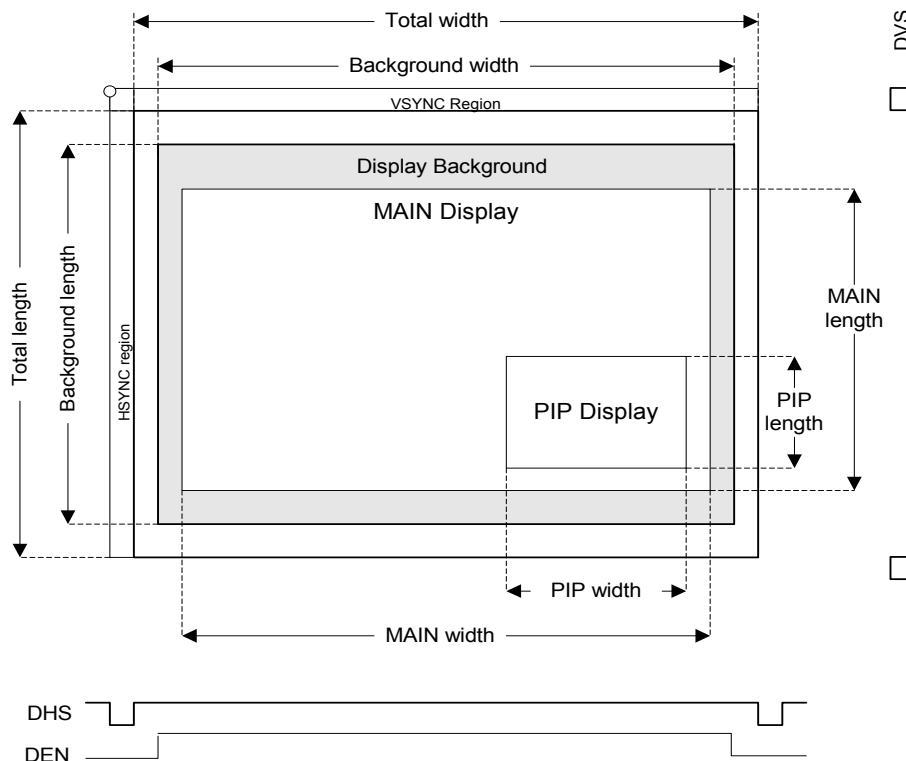 Total width
DVS
Background width
VSYNC Region
Display Background
MAIN Display
Total length
Background length
HSYNC region
MAIN
length
PIP Display
PIP
length
PIP width
MAIN width
DHS
DEN